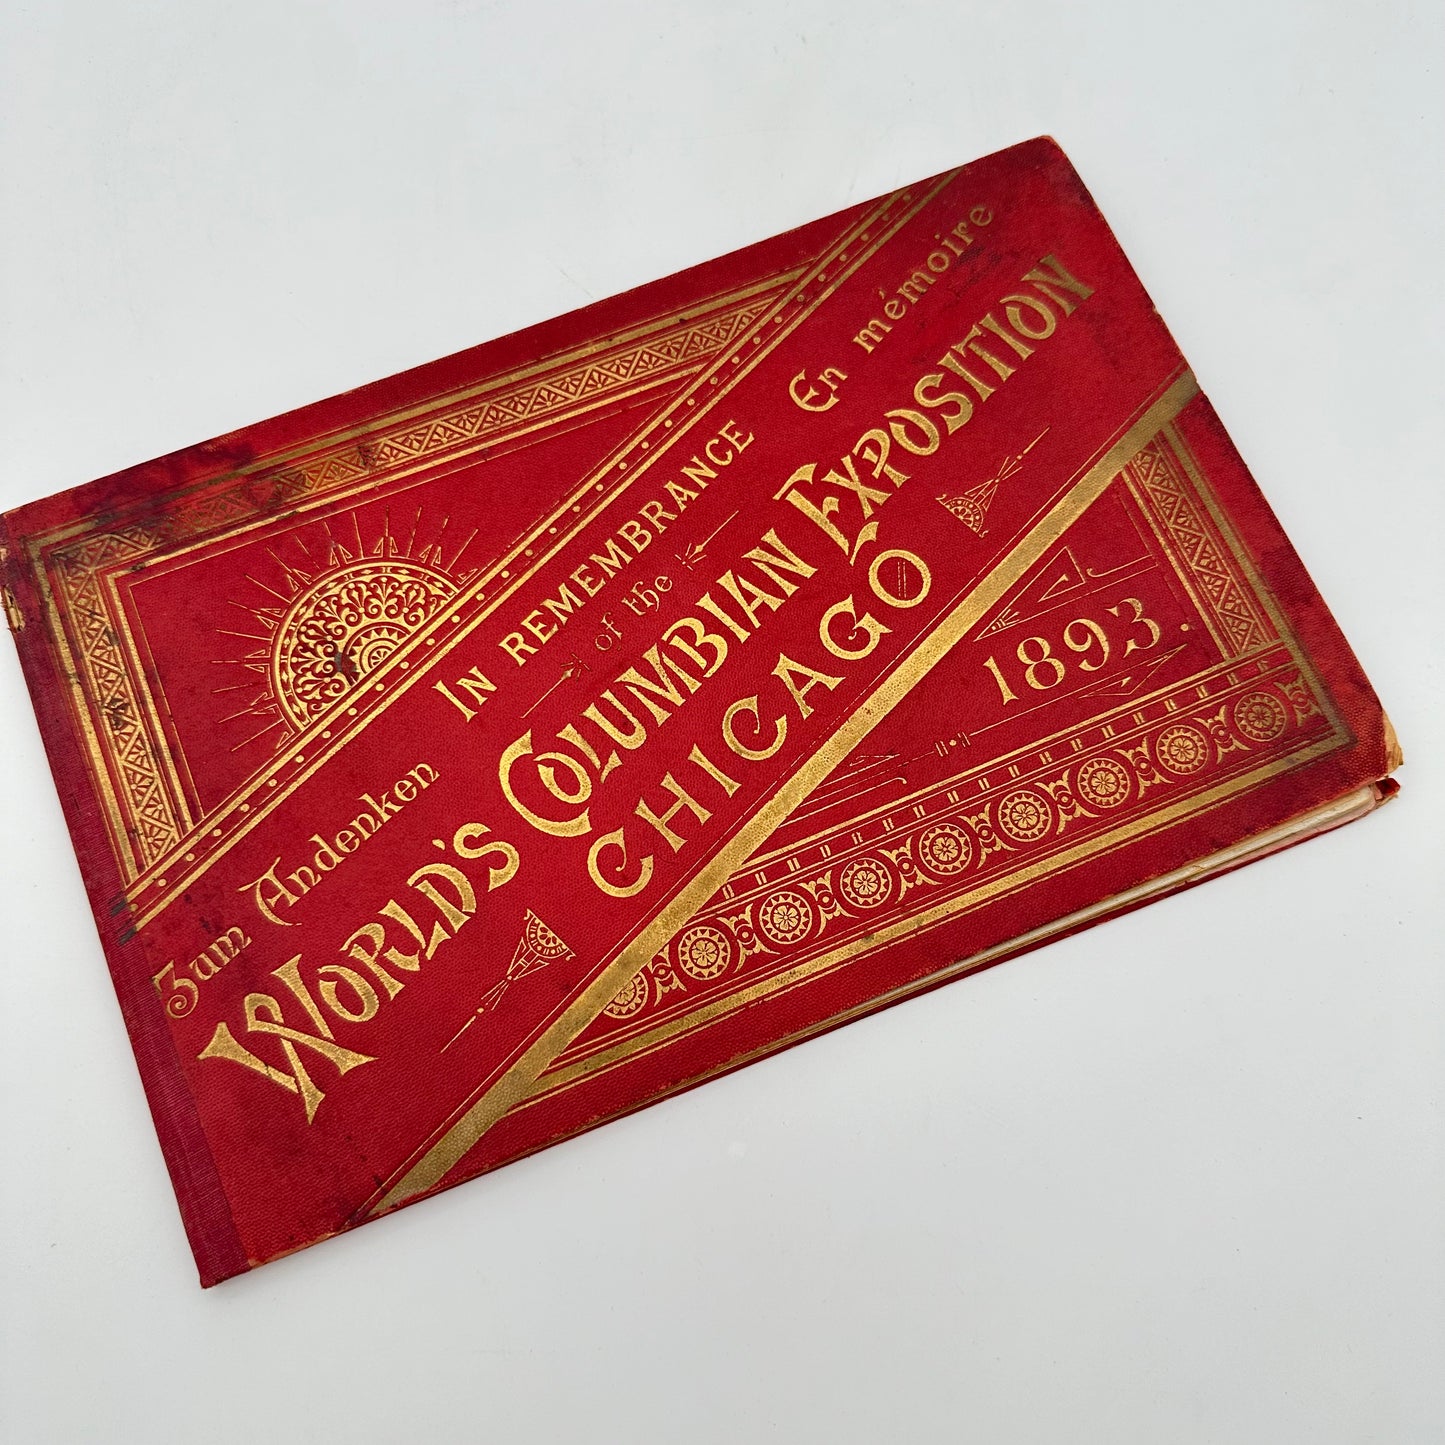 Zum Andenken
IN REMEMBRANCE
En mémoire
of the
WORLD'S COLUMBIAN EXPOSITION
CHICAGO
1893.